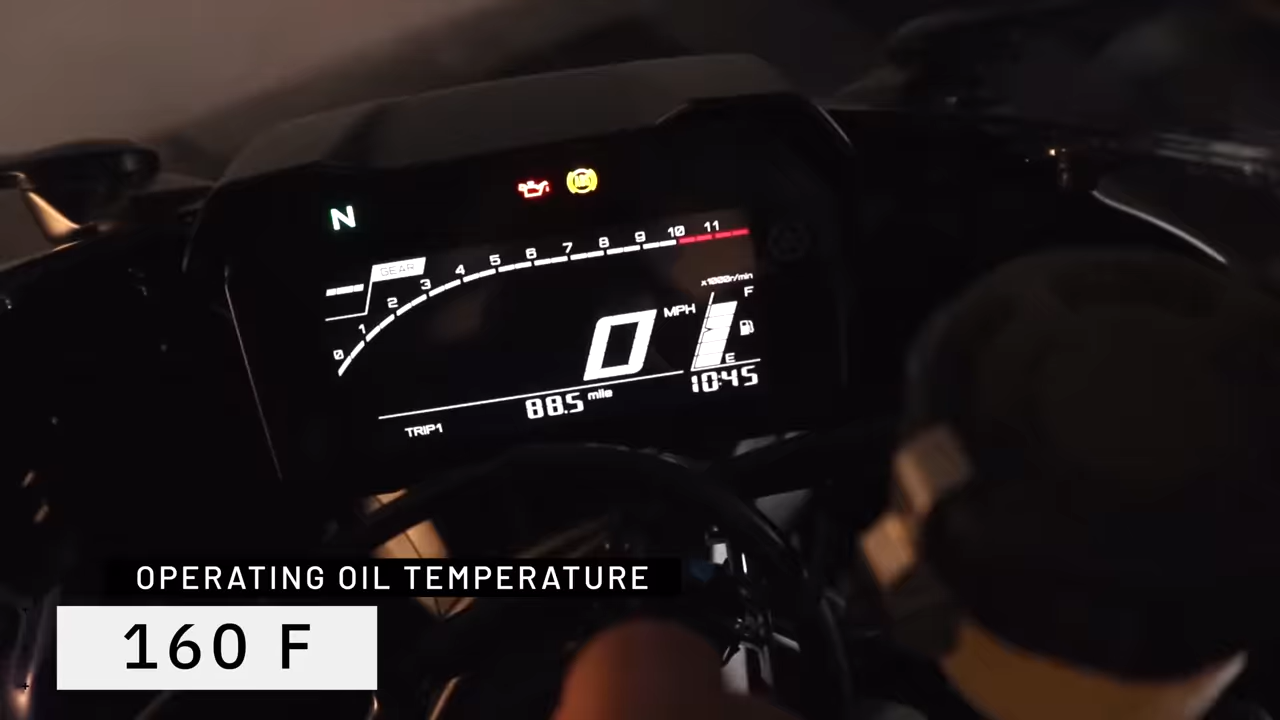 N
ABS
GEAR
0 1 2 3 4 5 6 7 8 9 10 11
x1000r/min
F
0 MPH
E
10:45
88.5 mile
TRIP1
OPERATING OIL TEMPERATURE
160 F